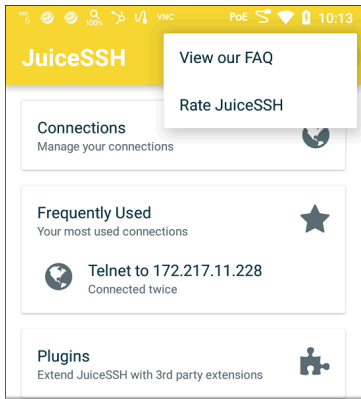 100%
VNC
PoE
10:13
JuiceSSH
View our FAQ
Rate JuiceSSH
Connections
Manage your connections
Frequently Used
Your most used connections
Telnet to 172.217.11.228
Connected twice
Plugins
Extend JuiceSSH with 3rd party extensions